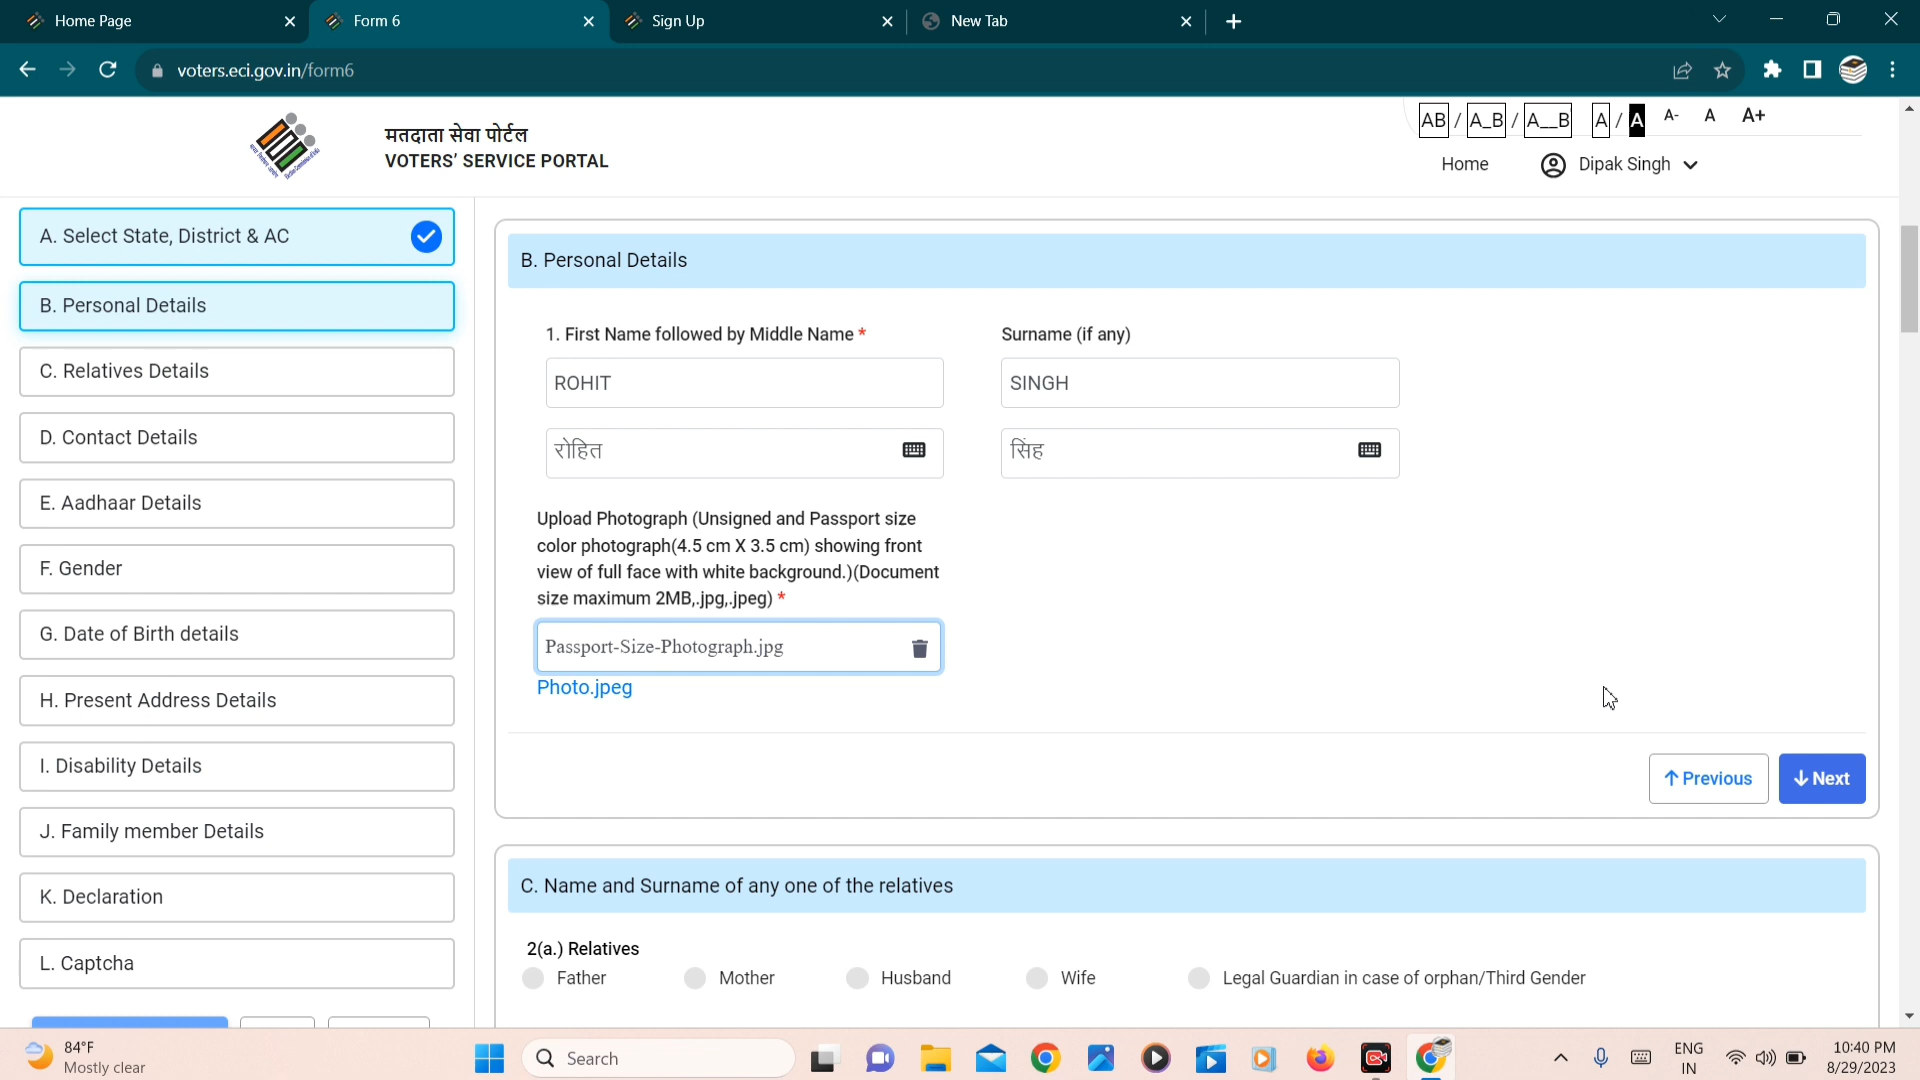 Home Page
Form 6
Sign Up
New Tab
voters.eci.gov.in/form6
मतदाता सेवा पोर्टल
VOTERS' SERVICE PORTAL
AB / A_B / A__B A / A A- A A+
Home
Dipak Singh
A. Select State, District & AC
B. Personal Details
C. Relatives Details
D. Contact Details
E. Aadhaar Details
F. Gender
G. Date of Birth details
H. Present Address Details
I. Disability Details
J. Family member Details
K. Declaration
L. Captcha
B. Personal Details
1. First Name followed by Middle Name *
Surname (if any)
ROHIT
SINGH
रोहित
सिंह
Upload Photograph (Unsigned and Passport size
color photograph(4.5 cm X 3.5 cm) showing front
view of full face with white background.)(Document
size maximum 2MB,.jpg,.jpeg) *
Passport-Size-Photograph.jpg
Photo.jpeg
Previous
Next
C. Name and Surname of any one of the relatives
2(a.) Relatives
Father
Mother
Husband
Wife
Legal Guardian in case of orphan/Third Gender
84°F
Mostly clear
Search
ENG
IN
10:40 PM
8/29/2023